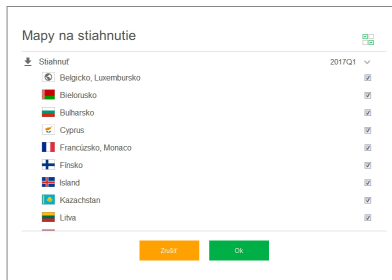 Mapy na stiahnutie
Stiahnuť 2017Q1
Belgicko, Luxembursko
Bielorusko
Bulharsko
Cyprus
Francúzsko, Monaco
Fínsko
Island
Kazachstan
Litva
Zrušiť Ok